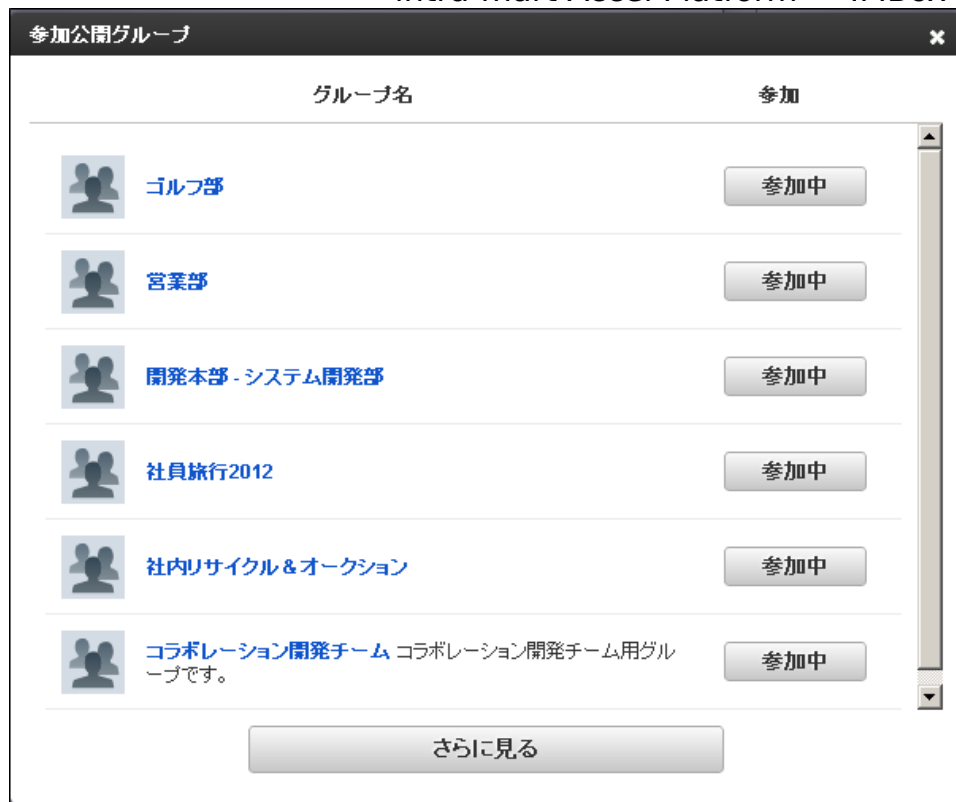 参加公開グループ
グループ名 参加
ゴルフ部 参加中
営業部 参加中
開発本部 - システム開発部 参加中
社員旅行2012 参加中
社内リサイクル＆オークション 参加中
コラボレーション開発チーム コラボレーション開発チーム用グル
ープです。 参加中
さらに見る